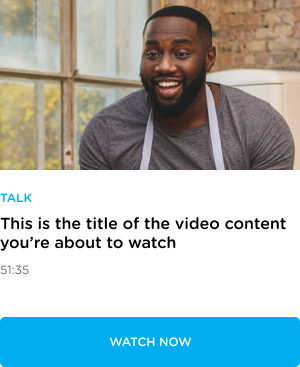 TALK
This is the title of the video content
you’re about to watch
51:35
WATCH NOW